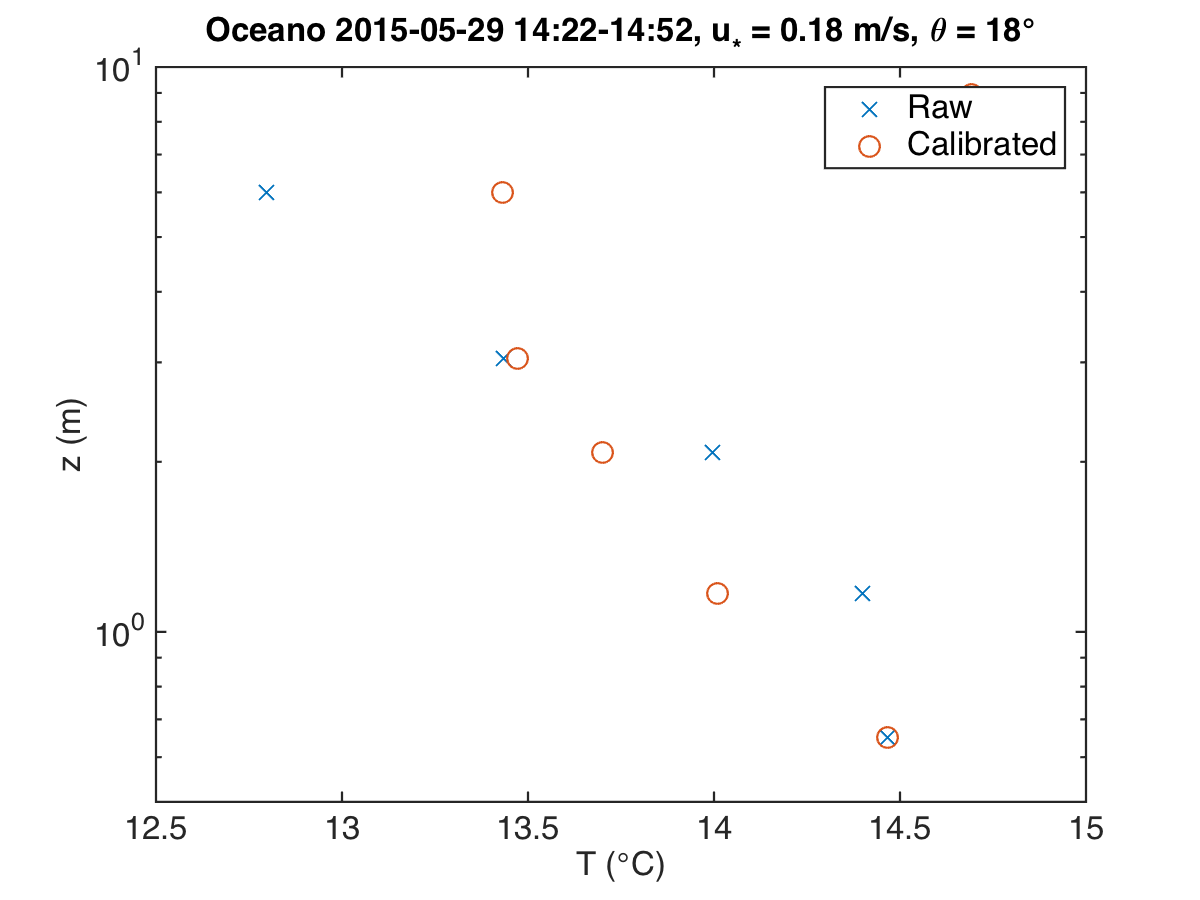 Oceano 2015-05-29 14:22-14:52, u* = 0.18 m/s, θ = 18°
10¹
Raw
Calibrated
z (m)
10⁰
12.5 13 13.5 14 14.5 15
T (°C)